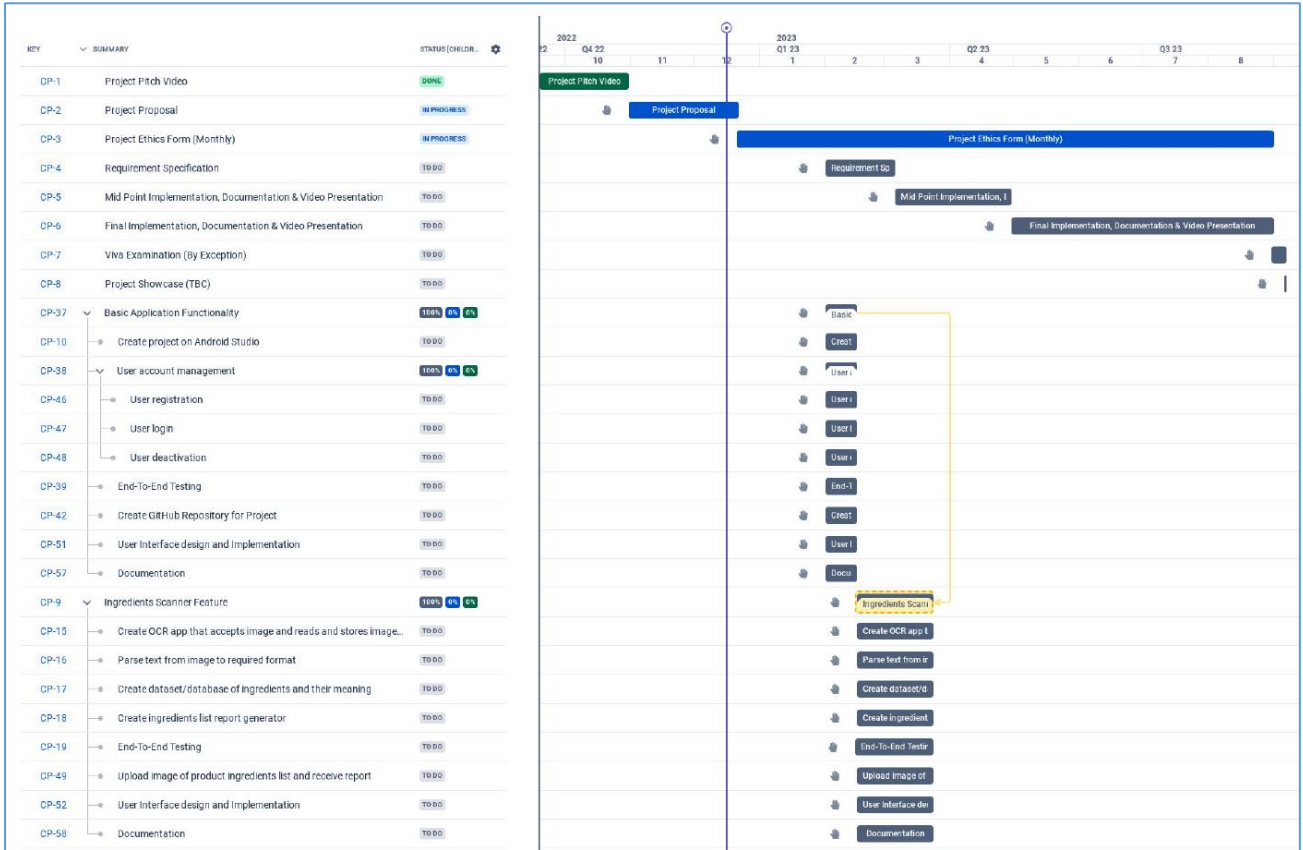 2022 2023
KEY SUMMARY STATUS (CHILDR... 22 Q4 22 Q1 23 Q2 23 Q3 23
10 11 12 1 2 3 4 5 6 7 8
CP-1 Project Pitch Video DONE Project Pitch Video
CP-2 Project Proposal IN PROGRESS Project Proposal
CP-3 Project Ethics Form (Monthly) IN PROGRESS Project Ethics Form (Monthly)
CP-4 Requirement Specification TO DO Requirement Sp
CP-5 Mid Point Implementation, Documentation & Video Presentation TO DO Mid Point Implementation, I
CP-6 Final Implementation, Documentation & Video Presentation TO DO Final Implementation, Documentation & Video Presentation
CP-7 Viva Examination (By Exception) TO DO
CP-8 Project Showcase (TBC) TO DO
CP-37 Basic Application Functionality 100% 0% 0% Basic
CP-10 Create project on Android Studio TO DO Creat
CP-38 User account management 100% 0% 0% User
CP-46 User registration TO DO User
CP-47 User login TO DO User l
CP-48 User deactivation TO DO User
CP-39 End-To-End Testing TO DO End-T
CP-42 Create GitHub Repository for Project TO DO Creat
CP-51 User Interface design and Implementation TO DO User I
CP-57 Documentation TO DO Docu
CP-9 Ingredients Scanner Feature 100% 0% 0% Ingredients Scan
CP-15 Create OCR app that accepts image and reads and stores image... TO DO Create OCR app t
CP-16 Parse text from image to required format TO DO Parse text from ir
CP-17 Create dataset/database of ingredients and their meaning TO DO Create dataset/d
CP-18 Create ingredients list report generator TO DO Create ingredient
CP-19 End-To-End Testing TO DO End-To-End Testir
CP-49 Upload image of product ingredients list and receive report TO DO Upload image of
CP-52 User Interface design and Implementation TO DO User Interface de
CP-58 Documentation TO DO Documentation